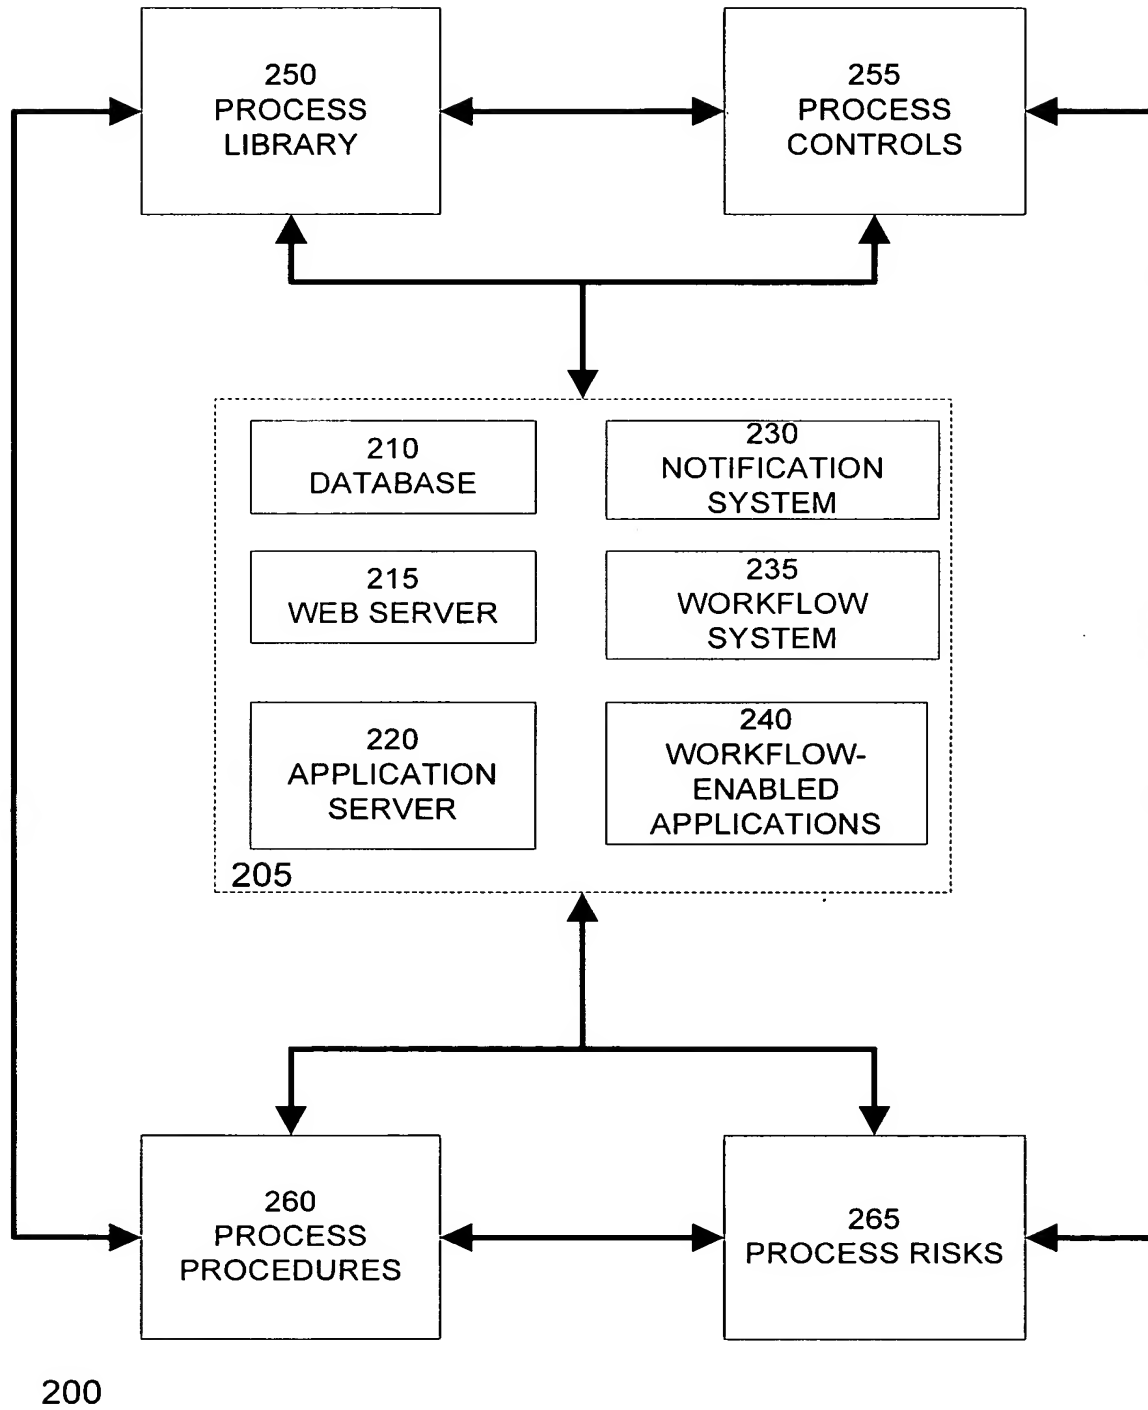 250
PROCESS
LIBRARY
255
PROCESS
CONTROLS
210
DATABASE
230
NOTIFICATION
SYSTEM
215
WEB SERVER
235
WORKFLOW
SYSTEM
220
APPLICATION
SERVER
240
WORKFLOW-
ENABLED
APPLICATIONS
205
260
PROCESS
PROCEDURES
265
PROCESS RISKS
200